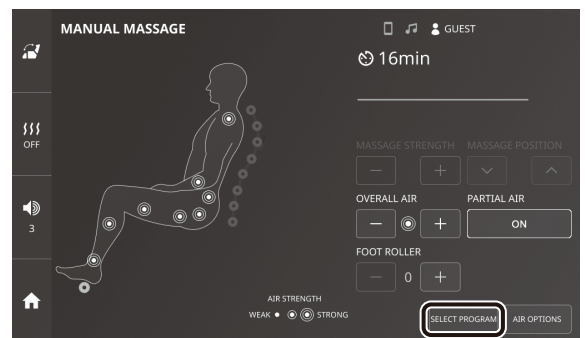 MANUAL MASSAGE
GUEST
16min
OFF
3
MASSAGE STRENGTH MASSAGE POSITION
− + 
OVERALL AIR PARTIAL AIR
− + ON
FOOT ROLLER
− 0 +
AIR STRENGTH
WEAK STRONG
SELECT PROGRAM AIR OPTIONS